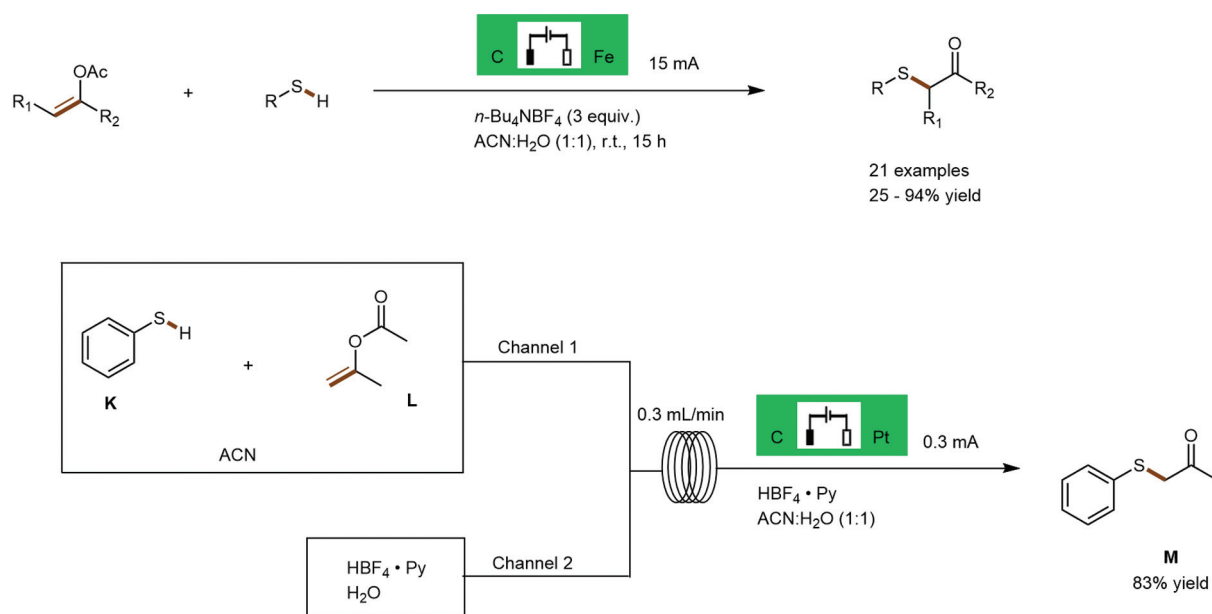 OAc
R1
R2
+
R
S
H
C
Fe
15 mA
n-Bu4NBF4 (3 equiv.)
ACN:H2O (1:1), r.t., 15 h
O
S
R
R2
R1
21 examples
25 - 94% yield
S
H
K
+
O
O
L
ACN
Channel 1
0.3 mL/min
C
Pt
0.3 mA
HBF4 • Py
ACN:H2O (1:1)
O
S
M
83% yield
Channel 2
HBF4 • Py
H2O